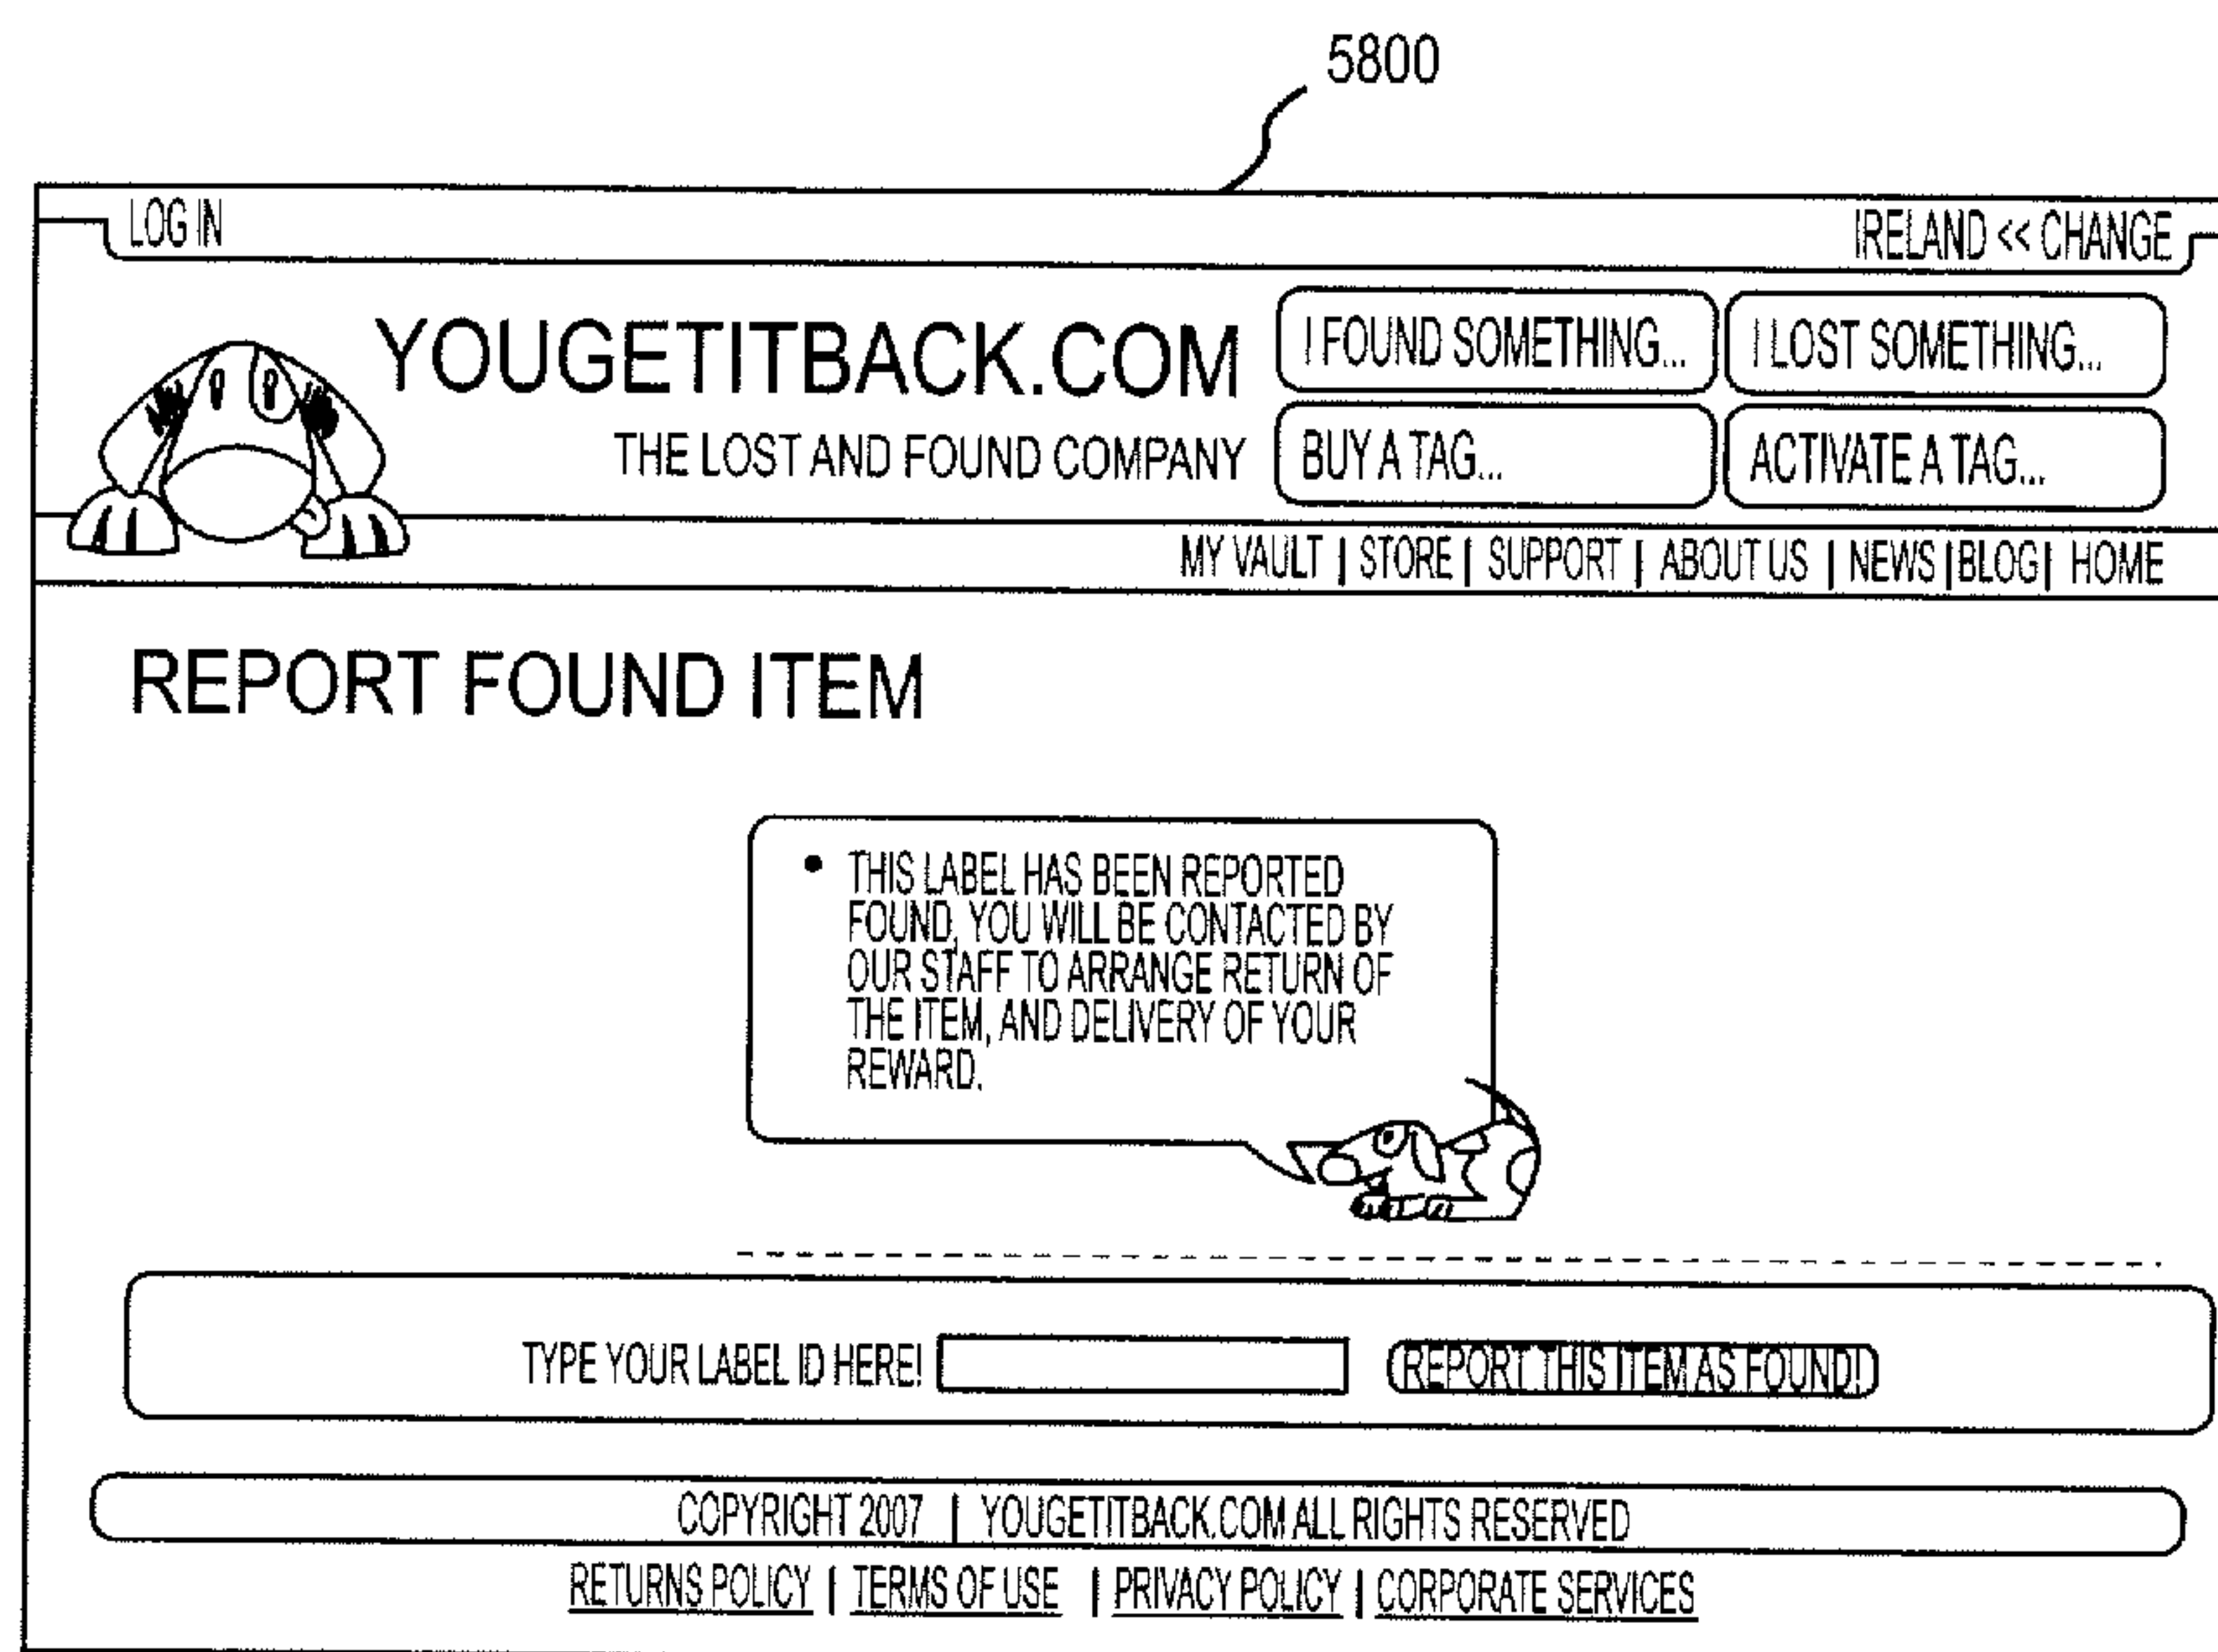 5800
LOG IN
IRELAND << CHANGE
YOUGETITBACK.COM
THE LOST AND FOUND COMPANY
I FOUND SOMETHING...
I LOST SOMETHING...
BUY A TAG...
ACTIVATE A TAG...
MY VAULT | STORE | SUPPORT | ABOUT US | NEWS | BLOG | HOME
REPORT FOUND ITEM
• THIS LABEL HAS BEEN REPORTED
FOUND, YOU WILL BE CONTACTED BY
OUR STAFF TO ARRANGE RETURN OF
THE ITEM, AND DELIVERY OF YOUR
REWARD.
TYPE YOUR LABEL ID HERE!
REPORT THIS ITEM AS FOUND!
COPYRIGHT 2007 | YOUGETITBACK.COM ALL RIGHTS RESERVED
RETURNS POLICY | TERMS OF USE | PRIVACY POLICY | CORPORATE SERVICES